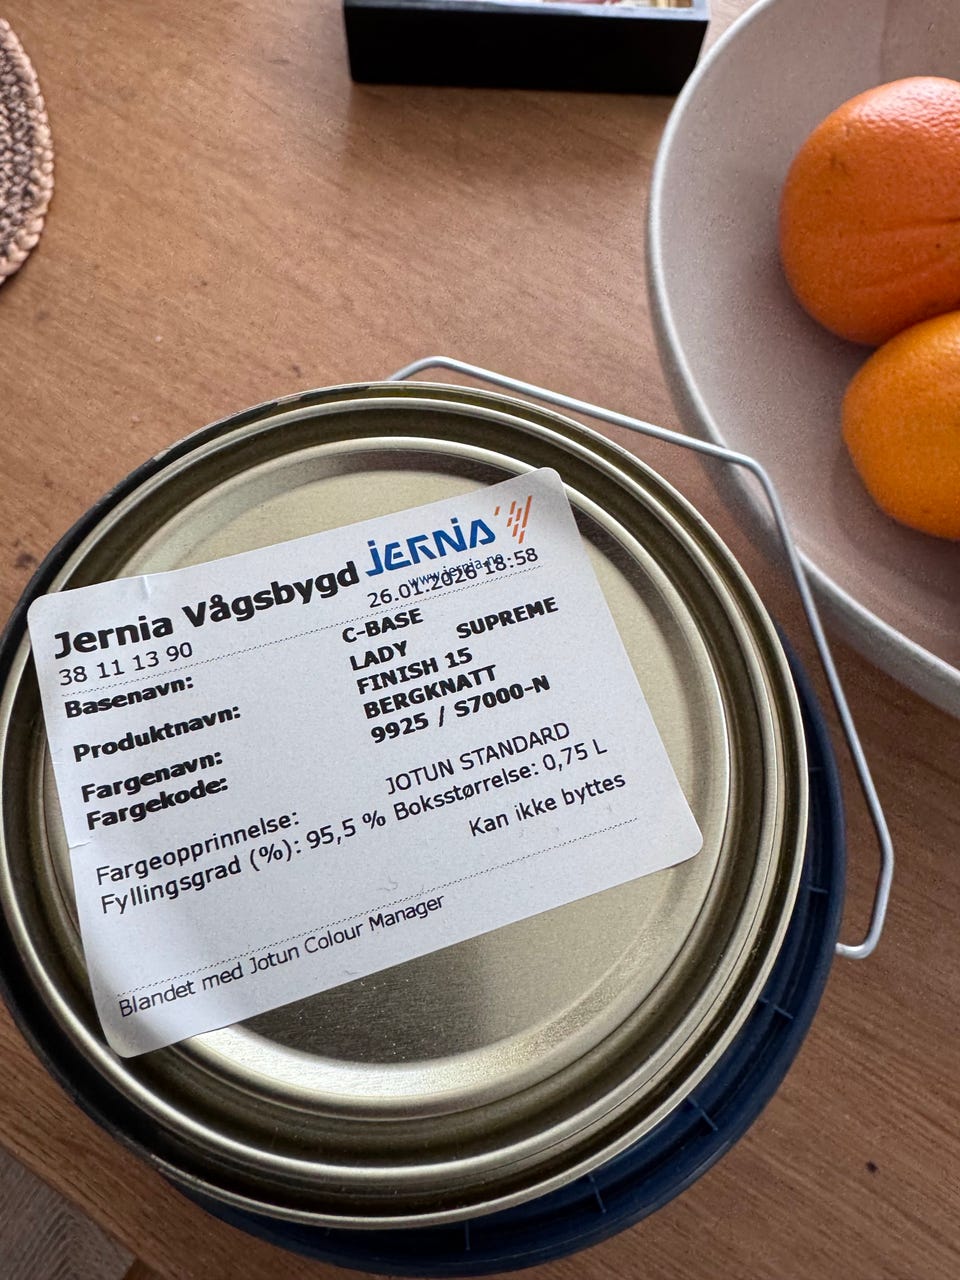 Jernia Vågsbygd JERNIA
www.jernia.no
38 11 13 90 26.01.2026 18:58
Basenavn: C-BASE
Produktnavn: LADY SUPREME
FINISH 15
Fargenavn: BERGKNATT
Fargekode: 9925 / S7000-N
Fargeopprinnelse: JOTUN STANDARD
Fyllingsgrad (%): 95,5 % Boksstørrelse: 0,75 L
Kan ikke byttes
Blandet med Jotun Colour Manager